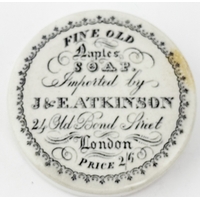 FINE OLD
Naples
SOAP,
Imported by
J & E. ATKINSON
24 Old Bond Street
London
PRICE 2/6